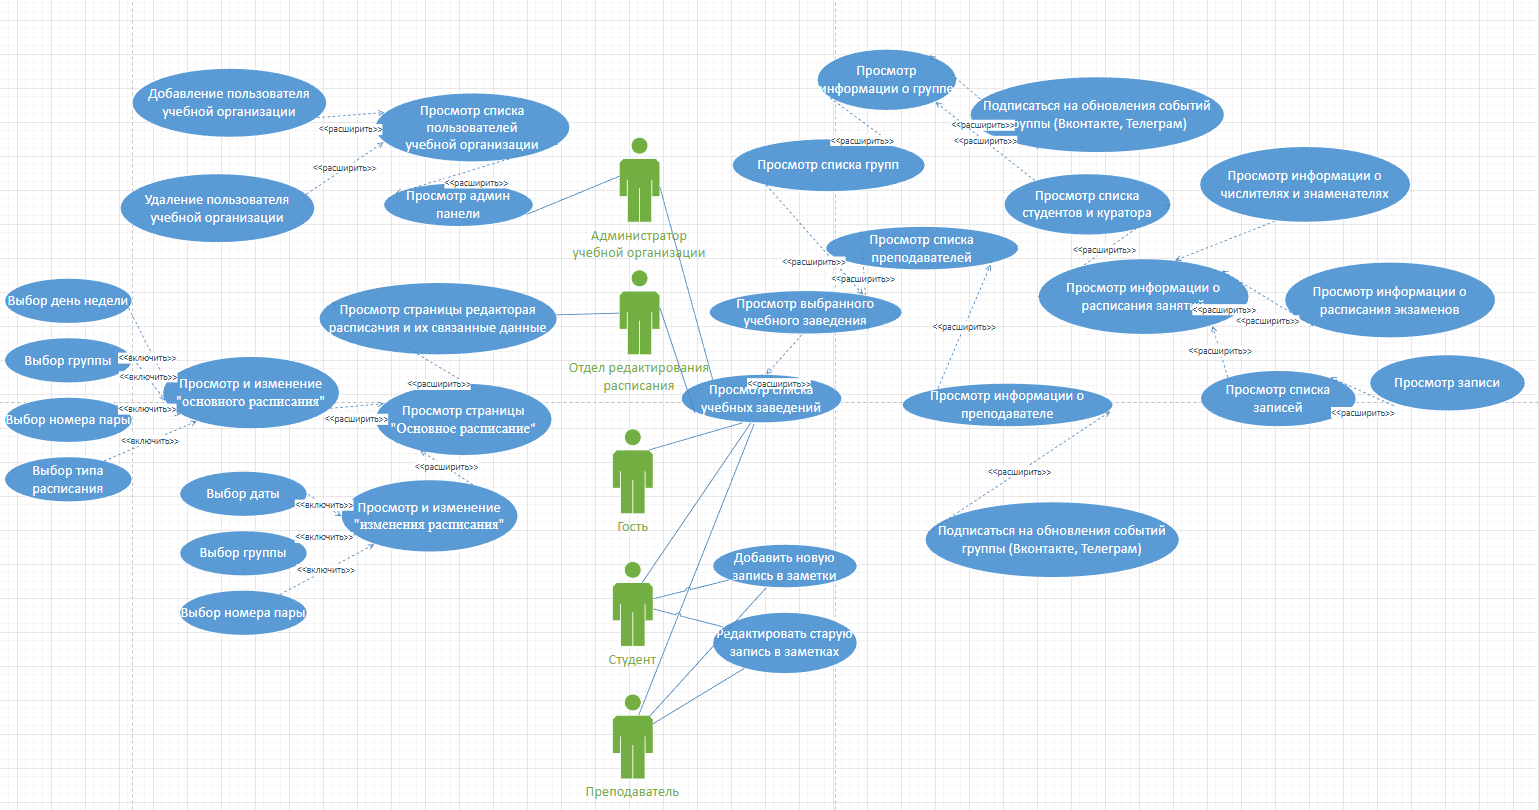 Добавление пользователя
учебной организации
<<расширить>>
Просмотр списка
пользователей
учебной организации
<<расширить>>
Удаление пользователя
учебной организации
<<расширить>>
Просмотр админ
панели
Администратор
учебной организации
Выбор день недели
Выбор группы
Выбор номера пары
Выбор типа
расписания
<<включить>>
<<включить>>
<<включить>>
<<включить>>
Просмотр и изменение
"основного расписания"
<<расширить>>
Просмотр страницы редакторая
расписания и их связанные данные
<<расширить>>
Просмотр страницы
"Основное расписание"
<<расширить>>
Выбор даты
Выбор группы
Выбор номера пары
<<включить>>
<<включить>>
<<включить>>
Просмотр и изменение
"изменения расписания"
Отдел редактирования
расписания
Гость
Студент
Преподаватель
Добавить новую
запись в заметки
Редактировать старую
запись в заметках
Просмотр
информации о группе
<<расширить>>
Просмотр списка групп
<<расширить>>
Просмотр списка
преподавателей
<<расширить>>
Просмотр выбранного
учебного заведения
<<расширить>>
Просмотр списка
учебных заведений
Подписаться на обновления событий
группы (Вконтакте, Телеграм)
<<расширить>>
<<расширить>>
Просмотр списка
студентов и куратора
<<расширить>>
Просмотр информации о
числителях и знаменателях
Просмотр информации о
расписания занятий
<<расширить>>
<<расширить>>
Просмотр информации о
расписания экзаменов
<<расширить>>
<<расширить>>
Просмотр информации о
преподавателе
Просмотр списка
записей
<<расширить>>
Просмотр записи
<<расширить>>
Подписаться на обновления событий
группы (Вконтакте, Телеграм)